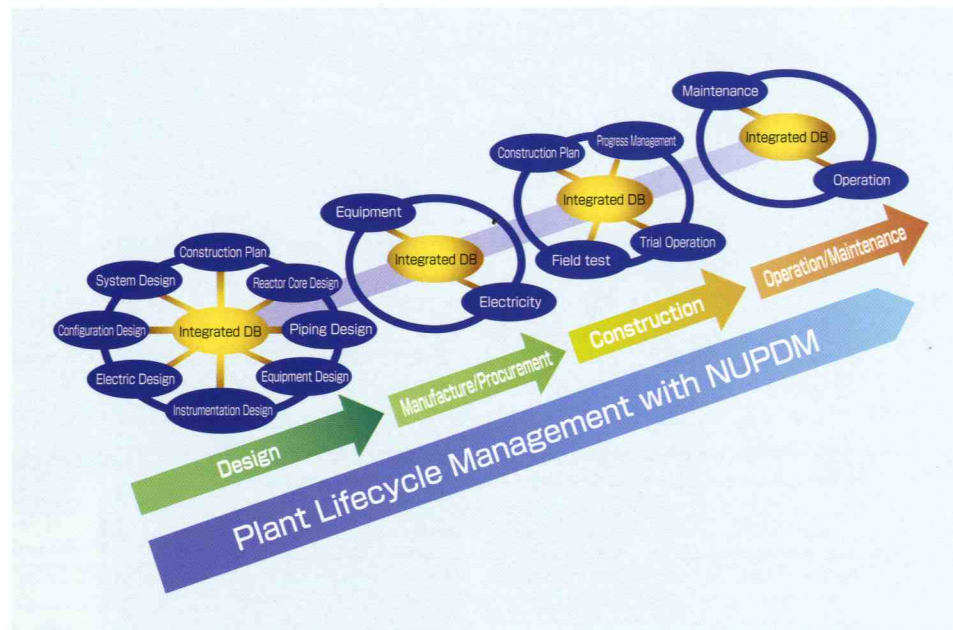 Construction Plan
System Design
Reactor Core Design
Configuration Design
Integrated DB
Piping Design
Electric Design
Equipment Design
Instrumentation Design
Equipment
Integrated DB
Electricity
Construction Plan
Progress Management
Integrated DB
Field test
Trial Operation
Maintenance
Integrated DB
Operation
Design
Manufacture/Procurement
Construction
Operation/Maintenance
Plant Lifecycle Management with NUPDM